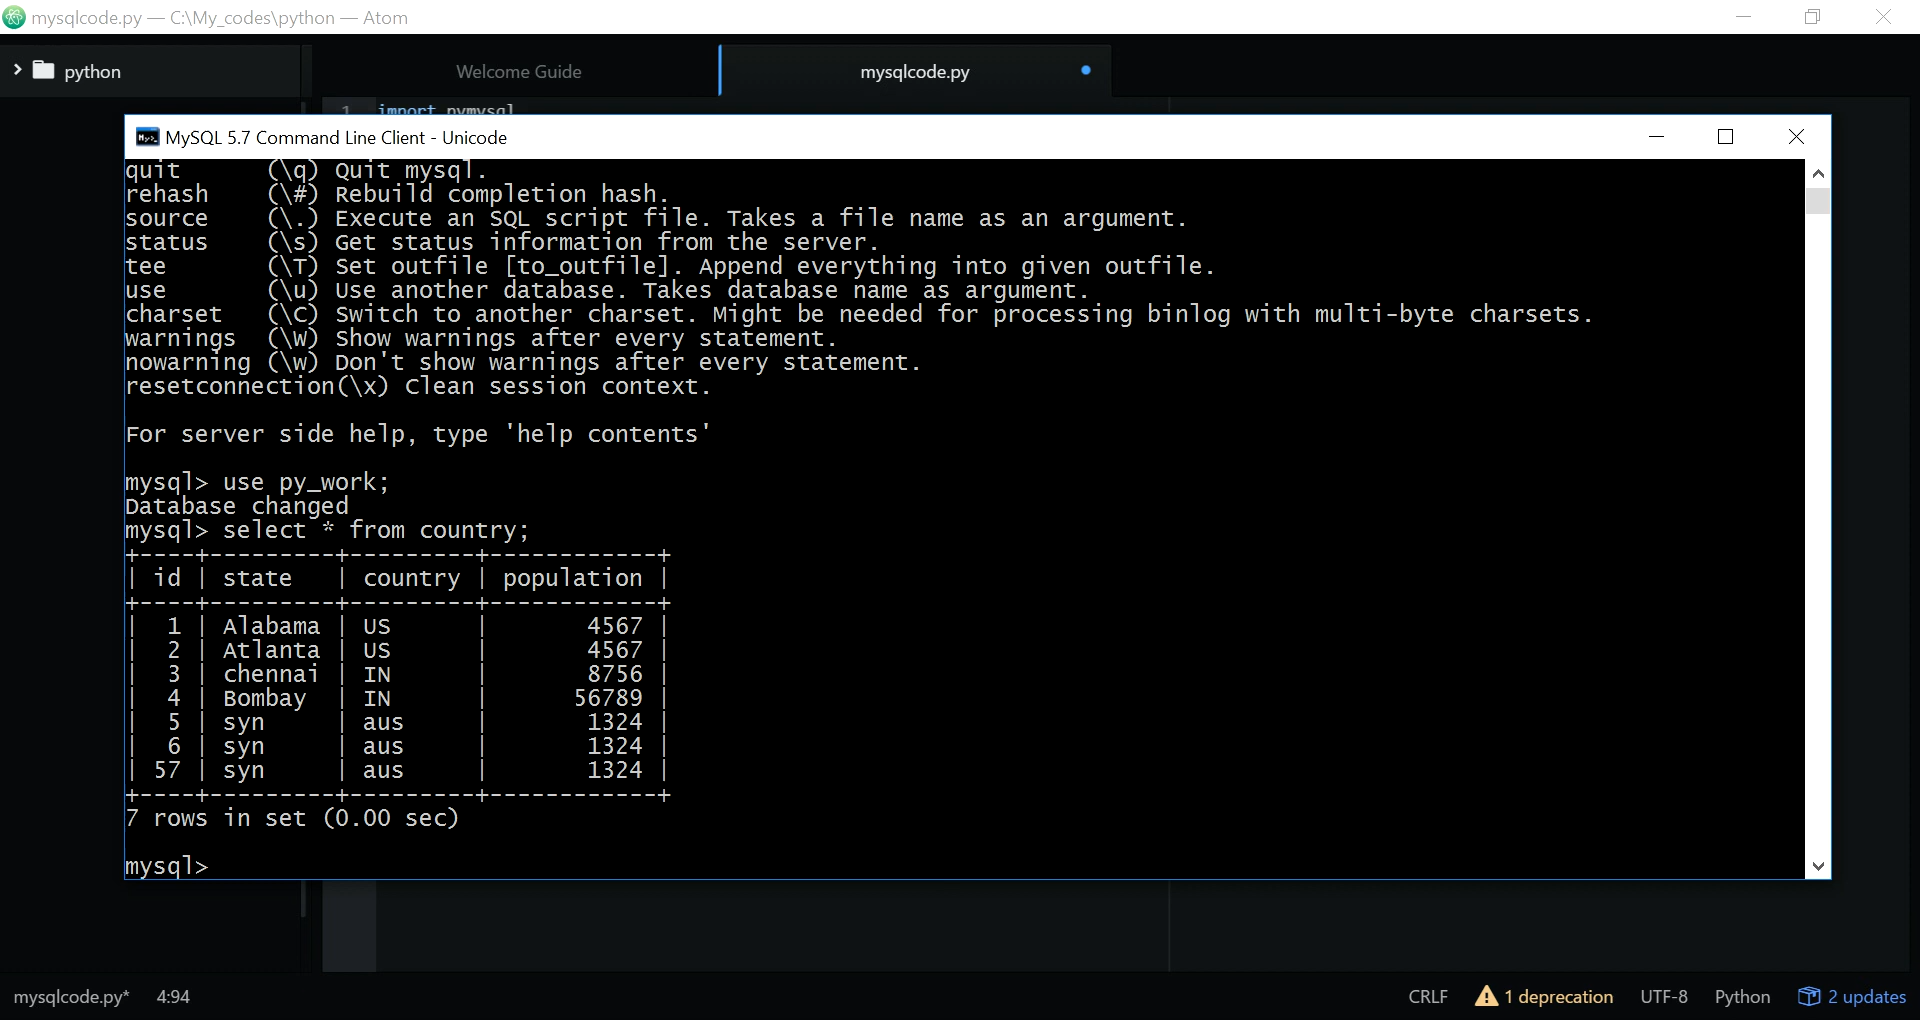 mysqlcode.py — C:\My_codes\python — Atom
python
Welcome Guide
mysqlcode.py
1 import pymysql
MySQL 5.7 Command Line Client - Unicode
quit (\q) Quit mysql.
rehash (\#) Rebuild completion hash.
source (\.) Execute an SQL script file. Takes a file name as an argument.
status (\s) Get status information from the server.
tee (\T) Set outfile [to_outfile]. Append everything into given outfile.
use (\u) Use another database. Takes database name as argument.
charset (\C) Switch to another charset. Might be needed for processing binlog with multi-byte charsets.
warnings (\W) Show warnings after every statement.
nowarning (\w) Don't show warnings after every statement.
resetconnection(\x) Clean session context.
For server side help, type 'help contents'
mysql> use py_work;
Database changed
mysql> select * from country;
+----+---------+---------+------------+
| id | state | country | population |
+----+---------+---------+------------+
| 1 | Alabama | US | 4567 |
| 2 | Atlanta | US | 4567 |
| 3 | chennai | IN | 8756 |
| 4 | Bombay | IN | 56789 |
| 5 | syn | aus | 1324 |
| 6 | syn | aus | 1324 |
| 57 | syn | aus | 1324 |
+----+---------+---------+------------+
7 rows in set (0.00 sec)
mysql>
mysqlcode.py* 4:94 CRLF 1 deprecation UTF-8 Python 2 updates